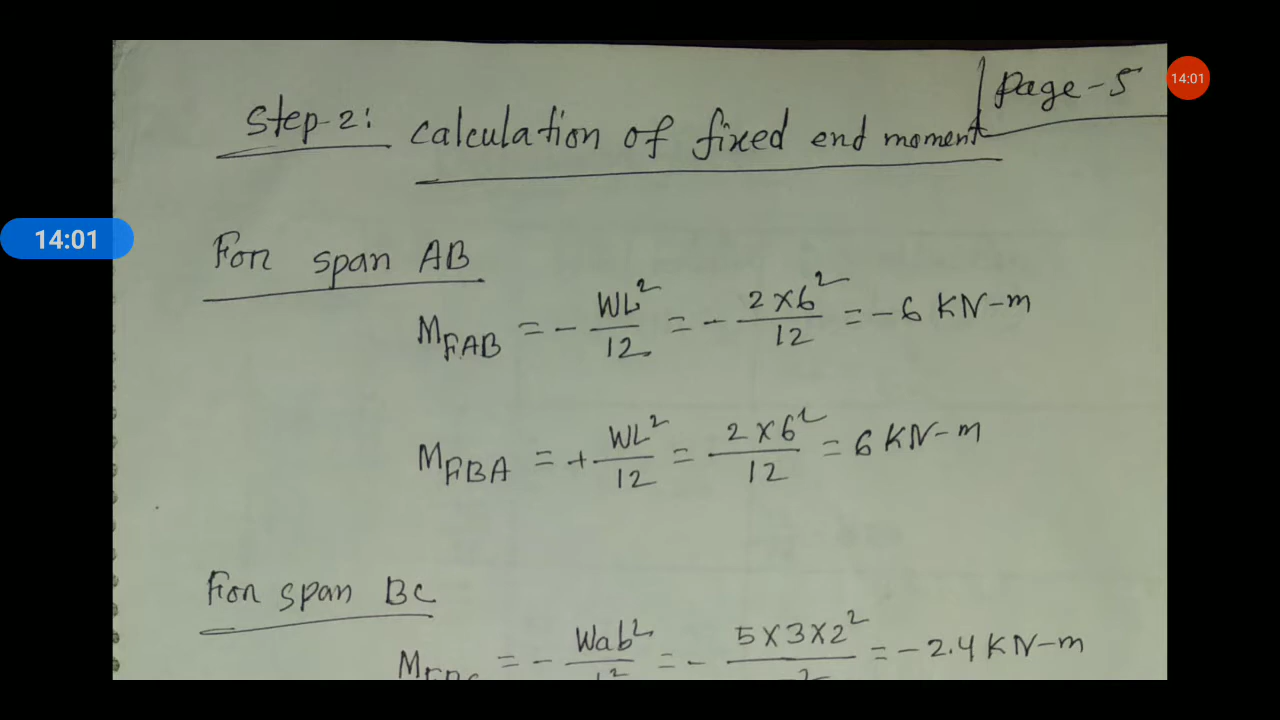 Page-5
14:01
Step-2: calculation of fixed end moment
14:01
For span AB
M_FAB = - WL²/12 = - 2×6²/12 = -6 KN-m
M_FBA = + WL²/12 = 2×6²/12 = 6 KN-m
For span BC
= - Wab² = - 5×3×2² = -2.4 KN-m